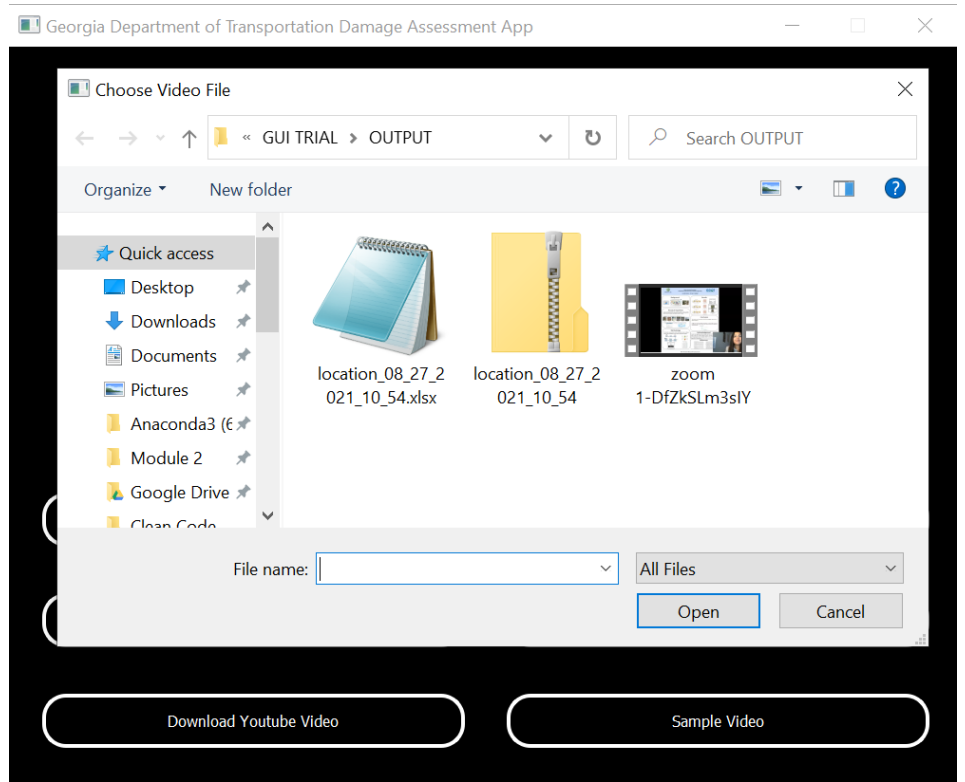 Georgia Department of Transportation Damage Assessment App
Choose Video File
« GUI TRIAL > OUTPUT
Search OUTPUT
Organize
New folder
Quick access
Desktop
Downloads
Documents
Pictures
Anaconda3 (6
Module 2
Google Drive
Clean Code
location_08_27_2
021_10_54.xlsx
location_08_27_2
021_10_54
zoom
1-DfZkSLm3sIY
File name:
All Files
Open
Cancel
Download Youtube Video
Sample Video